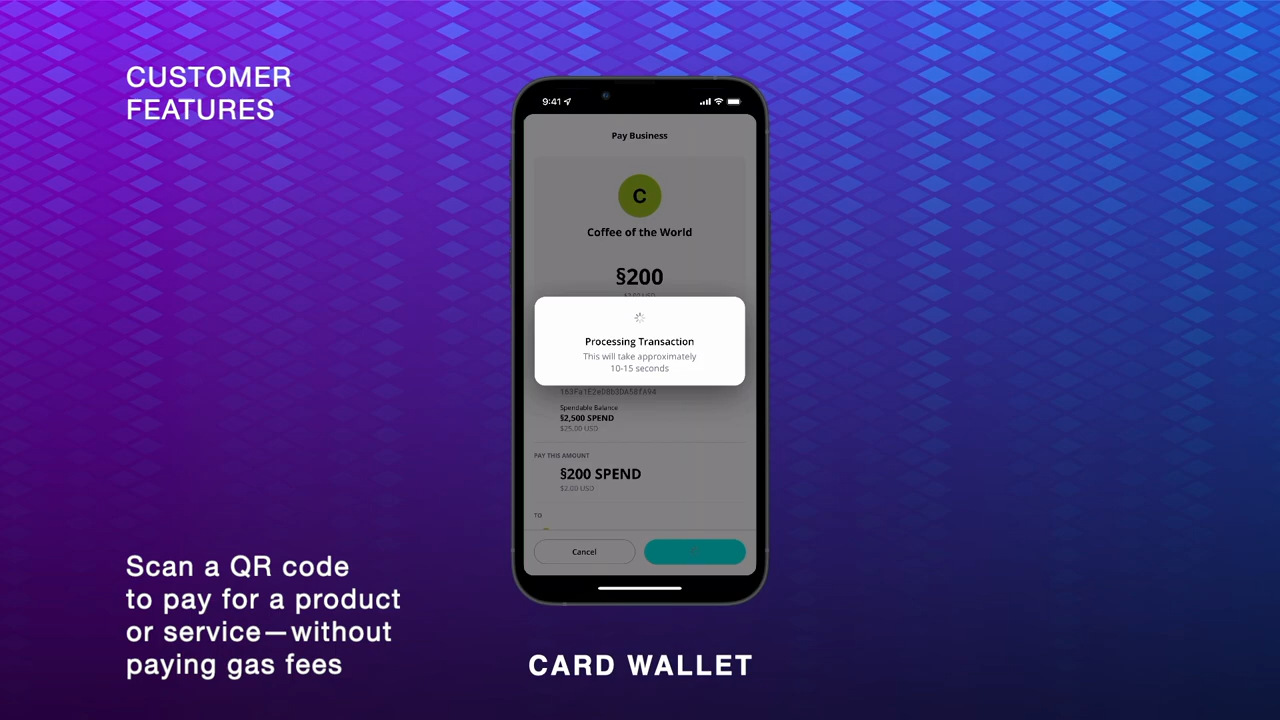 CUSTOMER
FEATURES
9:41
Pay Business
C
Coffee of the World
§200
Processing Transaction
This will take approximately
10-15 seconds
Spendable Balance
§2,500 SPEND
$25.00 USD
PAY THIS AMOUNT
§200 SPEND
$2.00 USD
TO
Cancel
Scan a QR code
to pay for a product
or service—without
paying gas fees
CARD WALLET